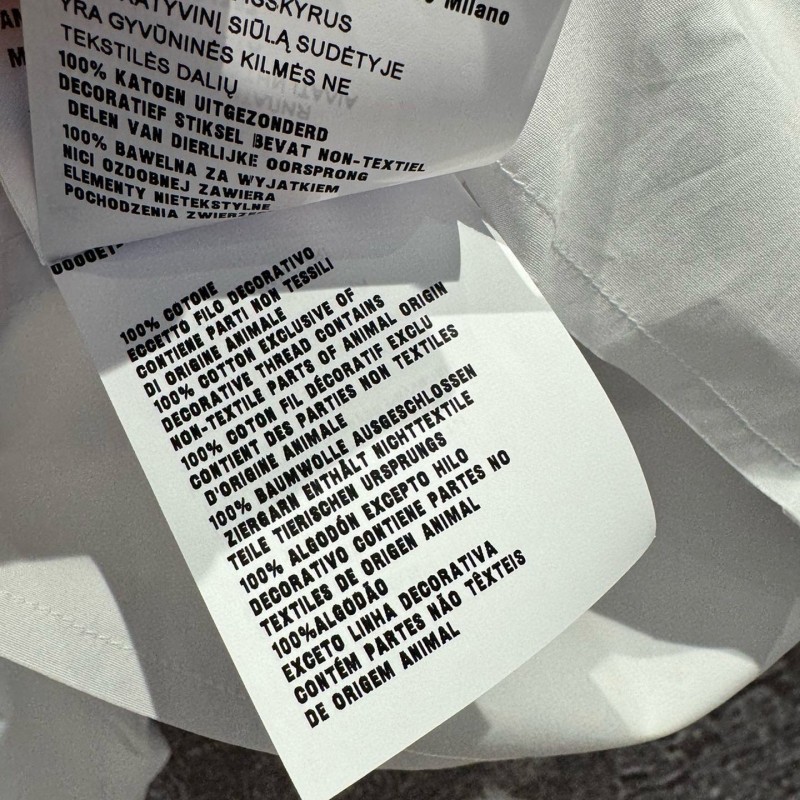 Milano
YRA GYVŪNINĖS KILMĖS NE
TEKSTILĖS DALIŲ
100% KATOEN UITGEZONDERD
DECORATIEF STIKSEL BEVAT NON-TEXTIEL
DELEN VAN DIERLIJKE OORSPRONG
100% BAWELNA ZA WYJATKIEM
NICI OZDOBNEJ ZAWIERA
ELEMENTY NIETEKSTYLNE
POCHODZENIA
100% COTONE
ECCETTO FILO DECORATIVO
CONTIENE PARTI NON TESSILI
DI ORIGINE ANIMALE
100% COTTON EXCLUSIVE OF
DECORATIVE THREAD CONTAINS
NON-TEXTILE PARTS OF ANIMAL ORIGIN
100% COTON FIL DÉCORATIF EXCLU
CONTIENT DES PARTIES NON TEXTILES
D'ORIGINE ANIMALE
100% BAUMWOLLE AUSGESCHLOSSEN
ZIERGARN ENTHÄLT NICHTTEXTILE
TEILE TIERISCHEN URSPRUNGS
100% ALGODÓN EXCEPTO HILO
DECORATIVO CONTIENE PARTES NO
TEXTILES DE ORIGEN ANIMAL
100%ALGODÃO
EXCETO LINHA DECORATIVA
CONTÉM PARTES NÃO TÊXTEIS
DE ORIGEM ANIMAL